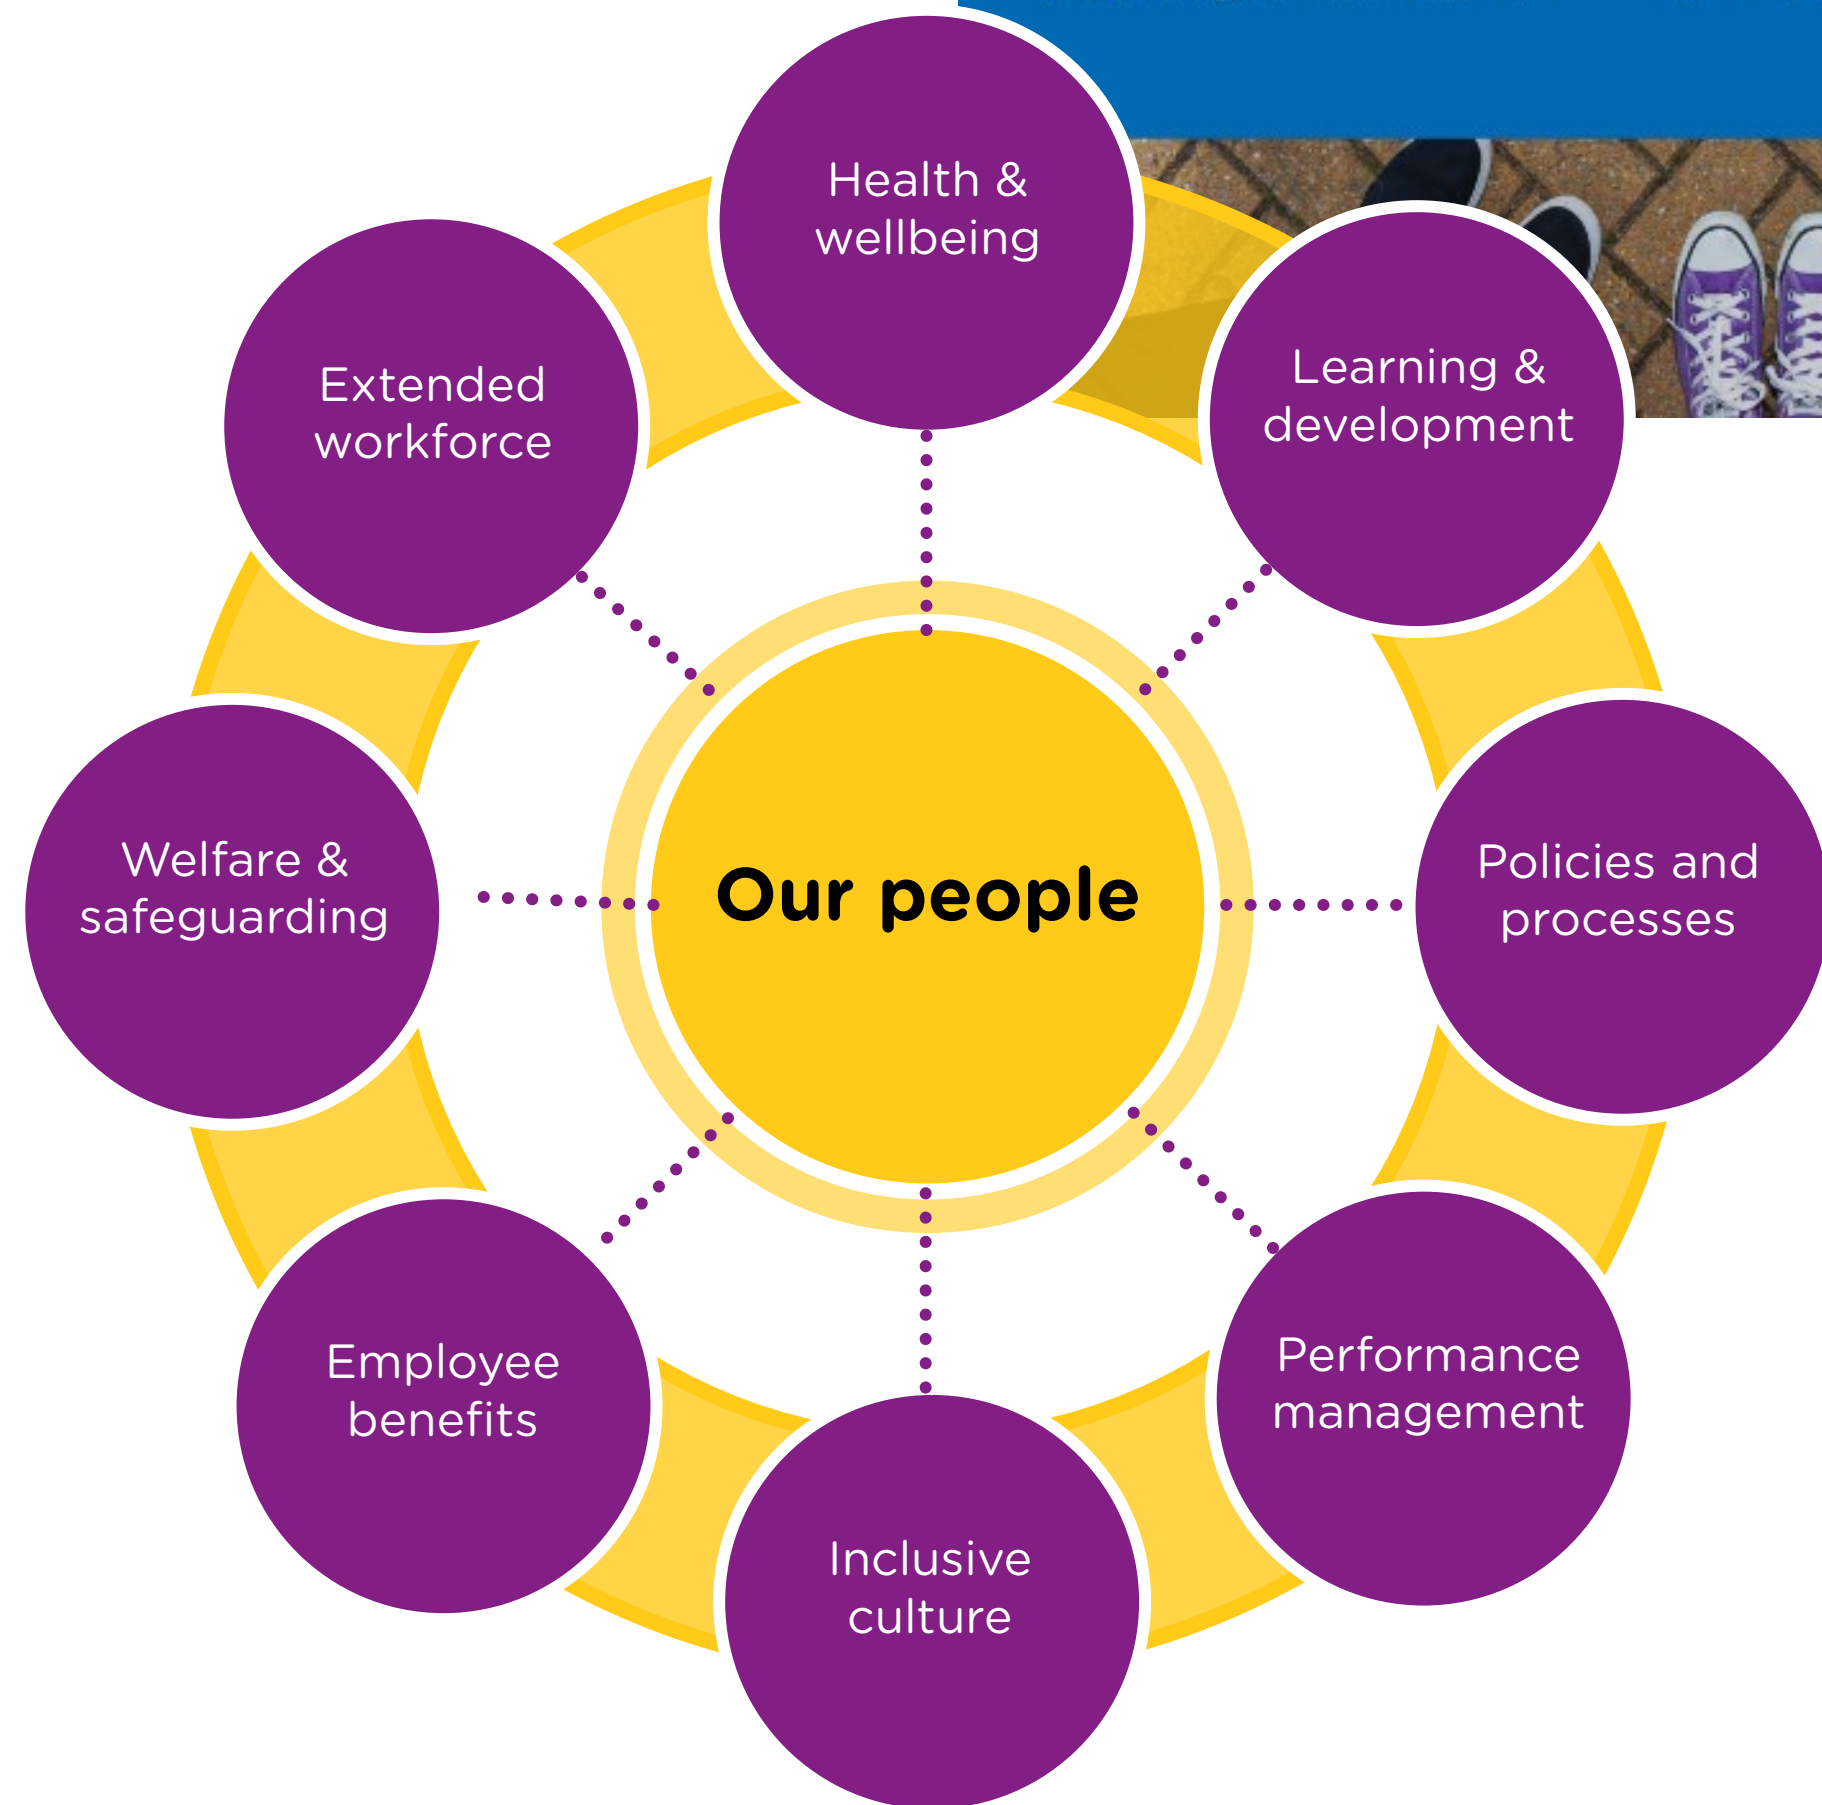 Health &
wellbeing
Learning &
development
Extended
workforce
Our people
Policies and
processes
Welfare &
safeguarding
Performance
management
Employee
benefits
Inclusive
culture